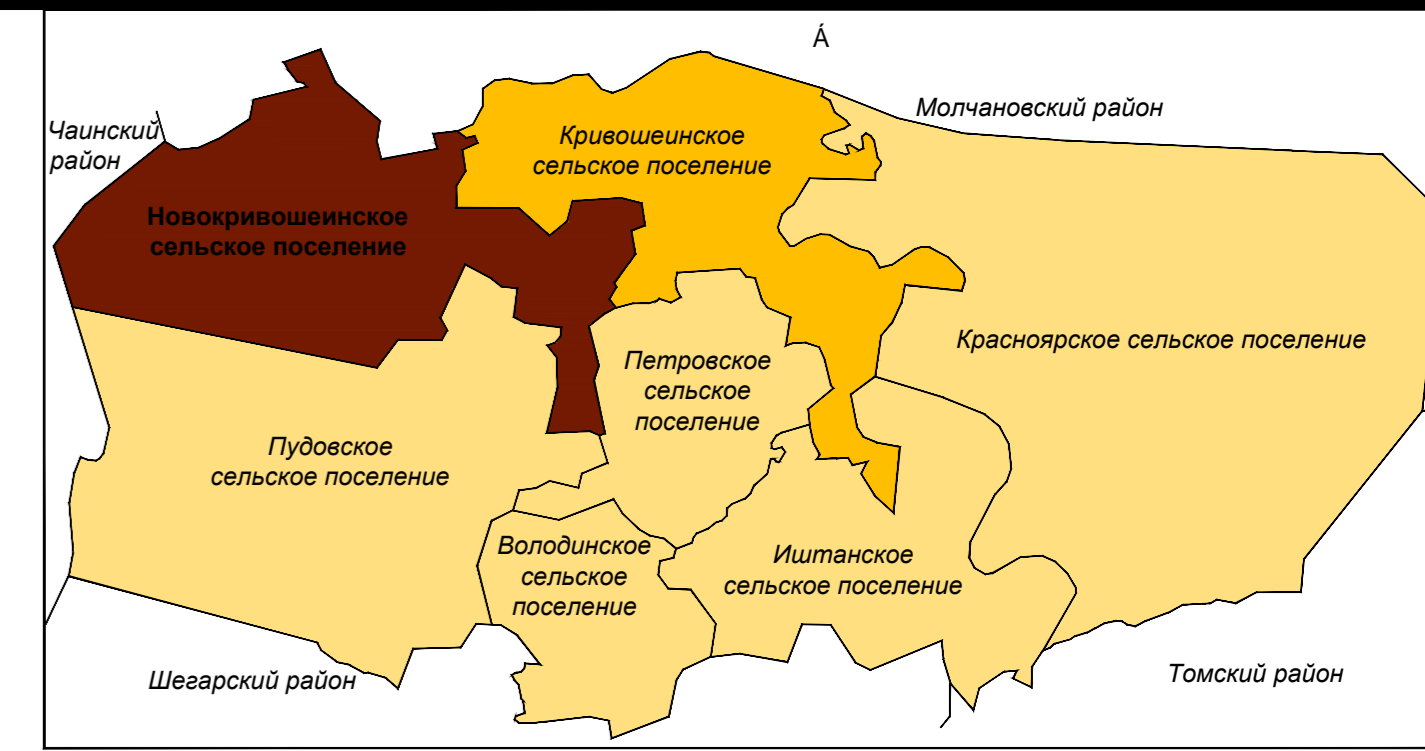 Á
Молчановский район
Чаинский
район
Кривошеинское
сельское поселение
Новокривошеинское
сельское поселение
Красноярское сельское поселение
Петровское
сельское
поселение
Пудовское
сельское поселение
Володинское
сельское
поселение
Иштанское
сельское поселение
Шегарский район
Томский район